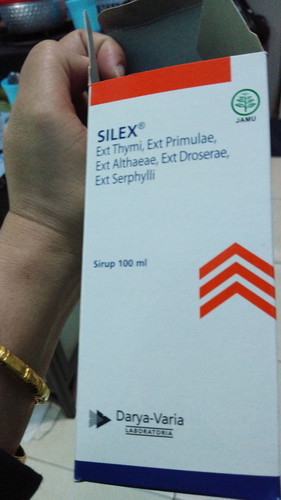 JAMU
SILEX®
Ext Thymi, Ext Primulae,
Ext Althaeae, Ext Droserae,
Ext Serphylli
Sirup 100 ml
Darya-Varia
LABORATORIA